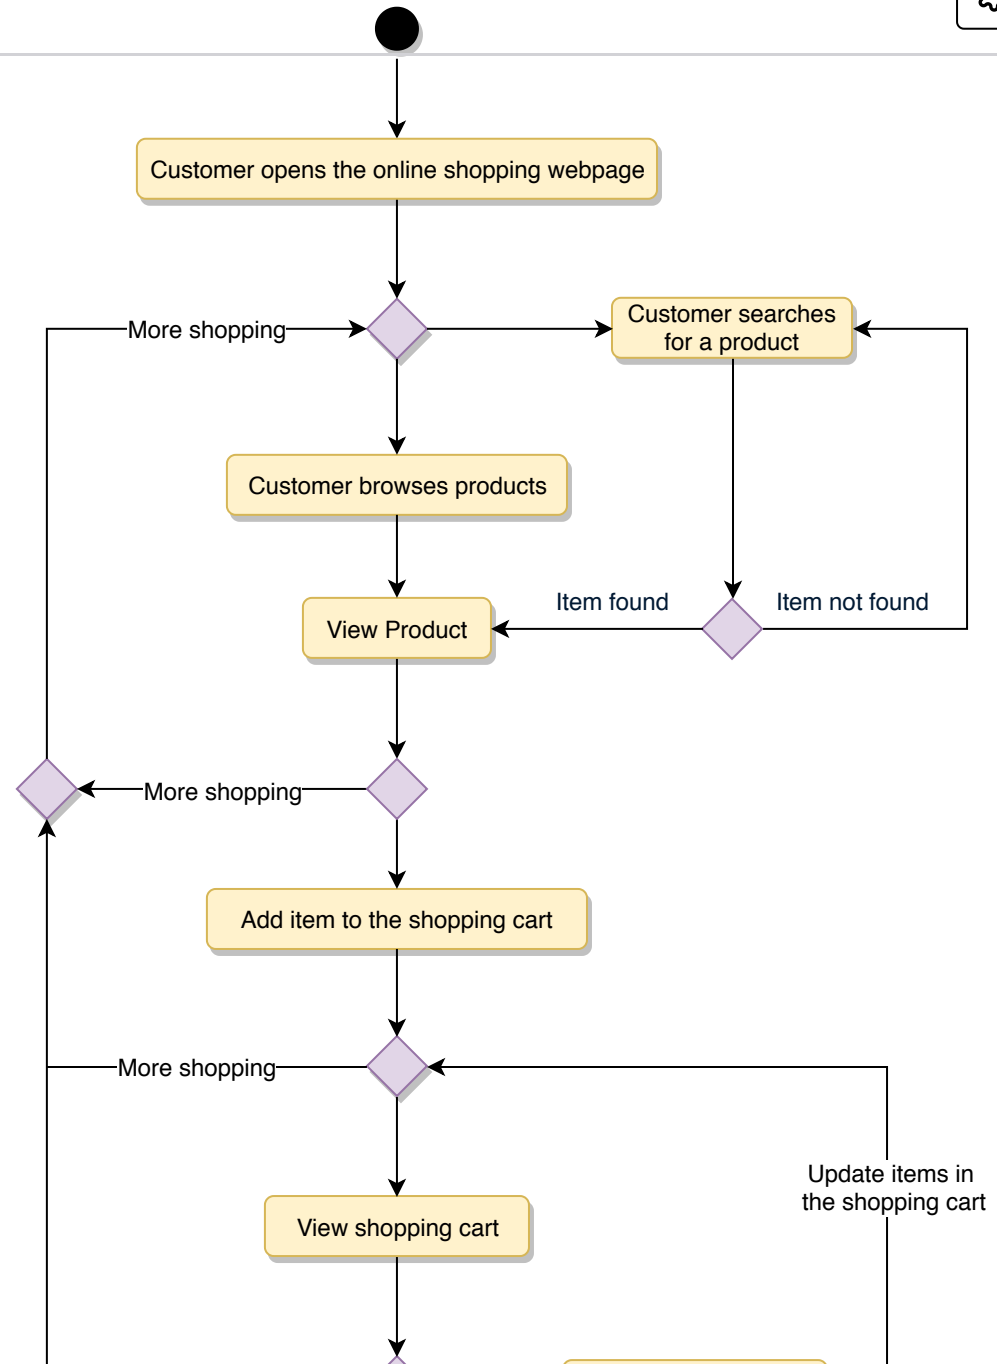 Customer opens the online shopping webpage
More shopping
Customer searches
for a product
Customer browses products
Item found
Item not found
View Product
More shopping
Add item to the shopping cart
More shopping
Update items in
the shopping cart
View shopping cart